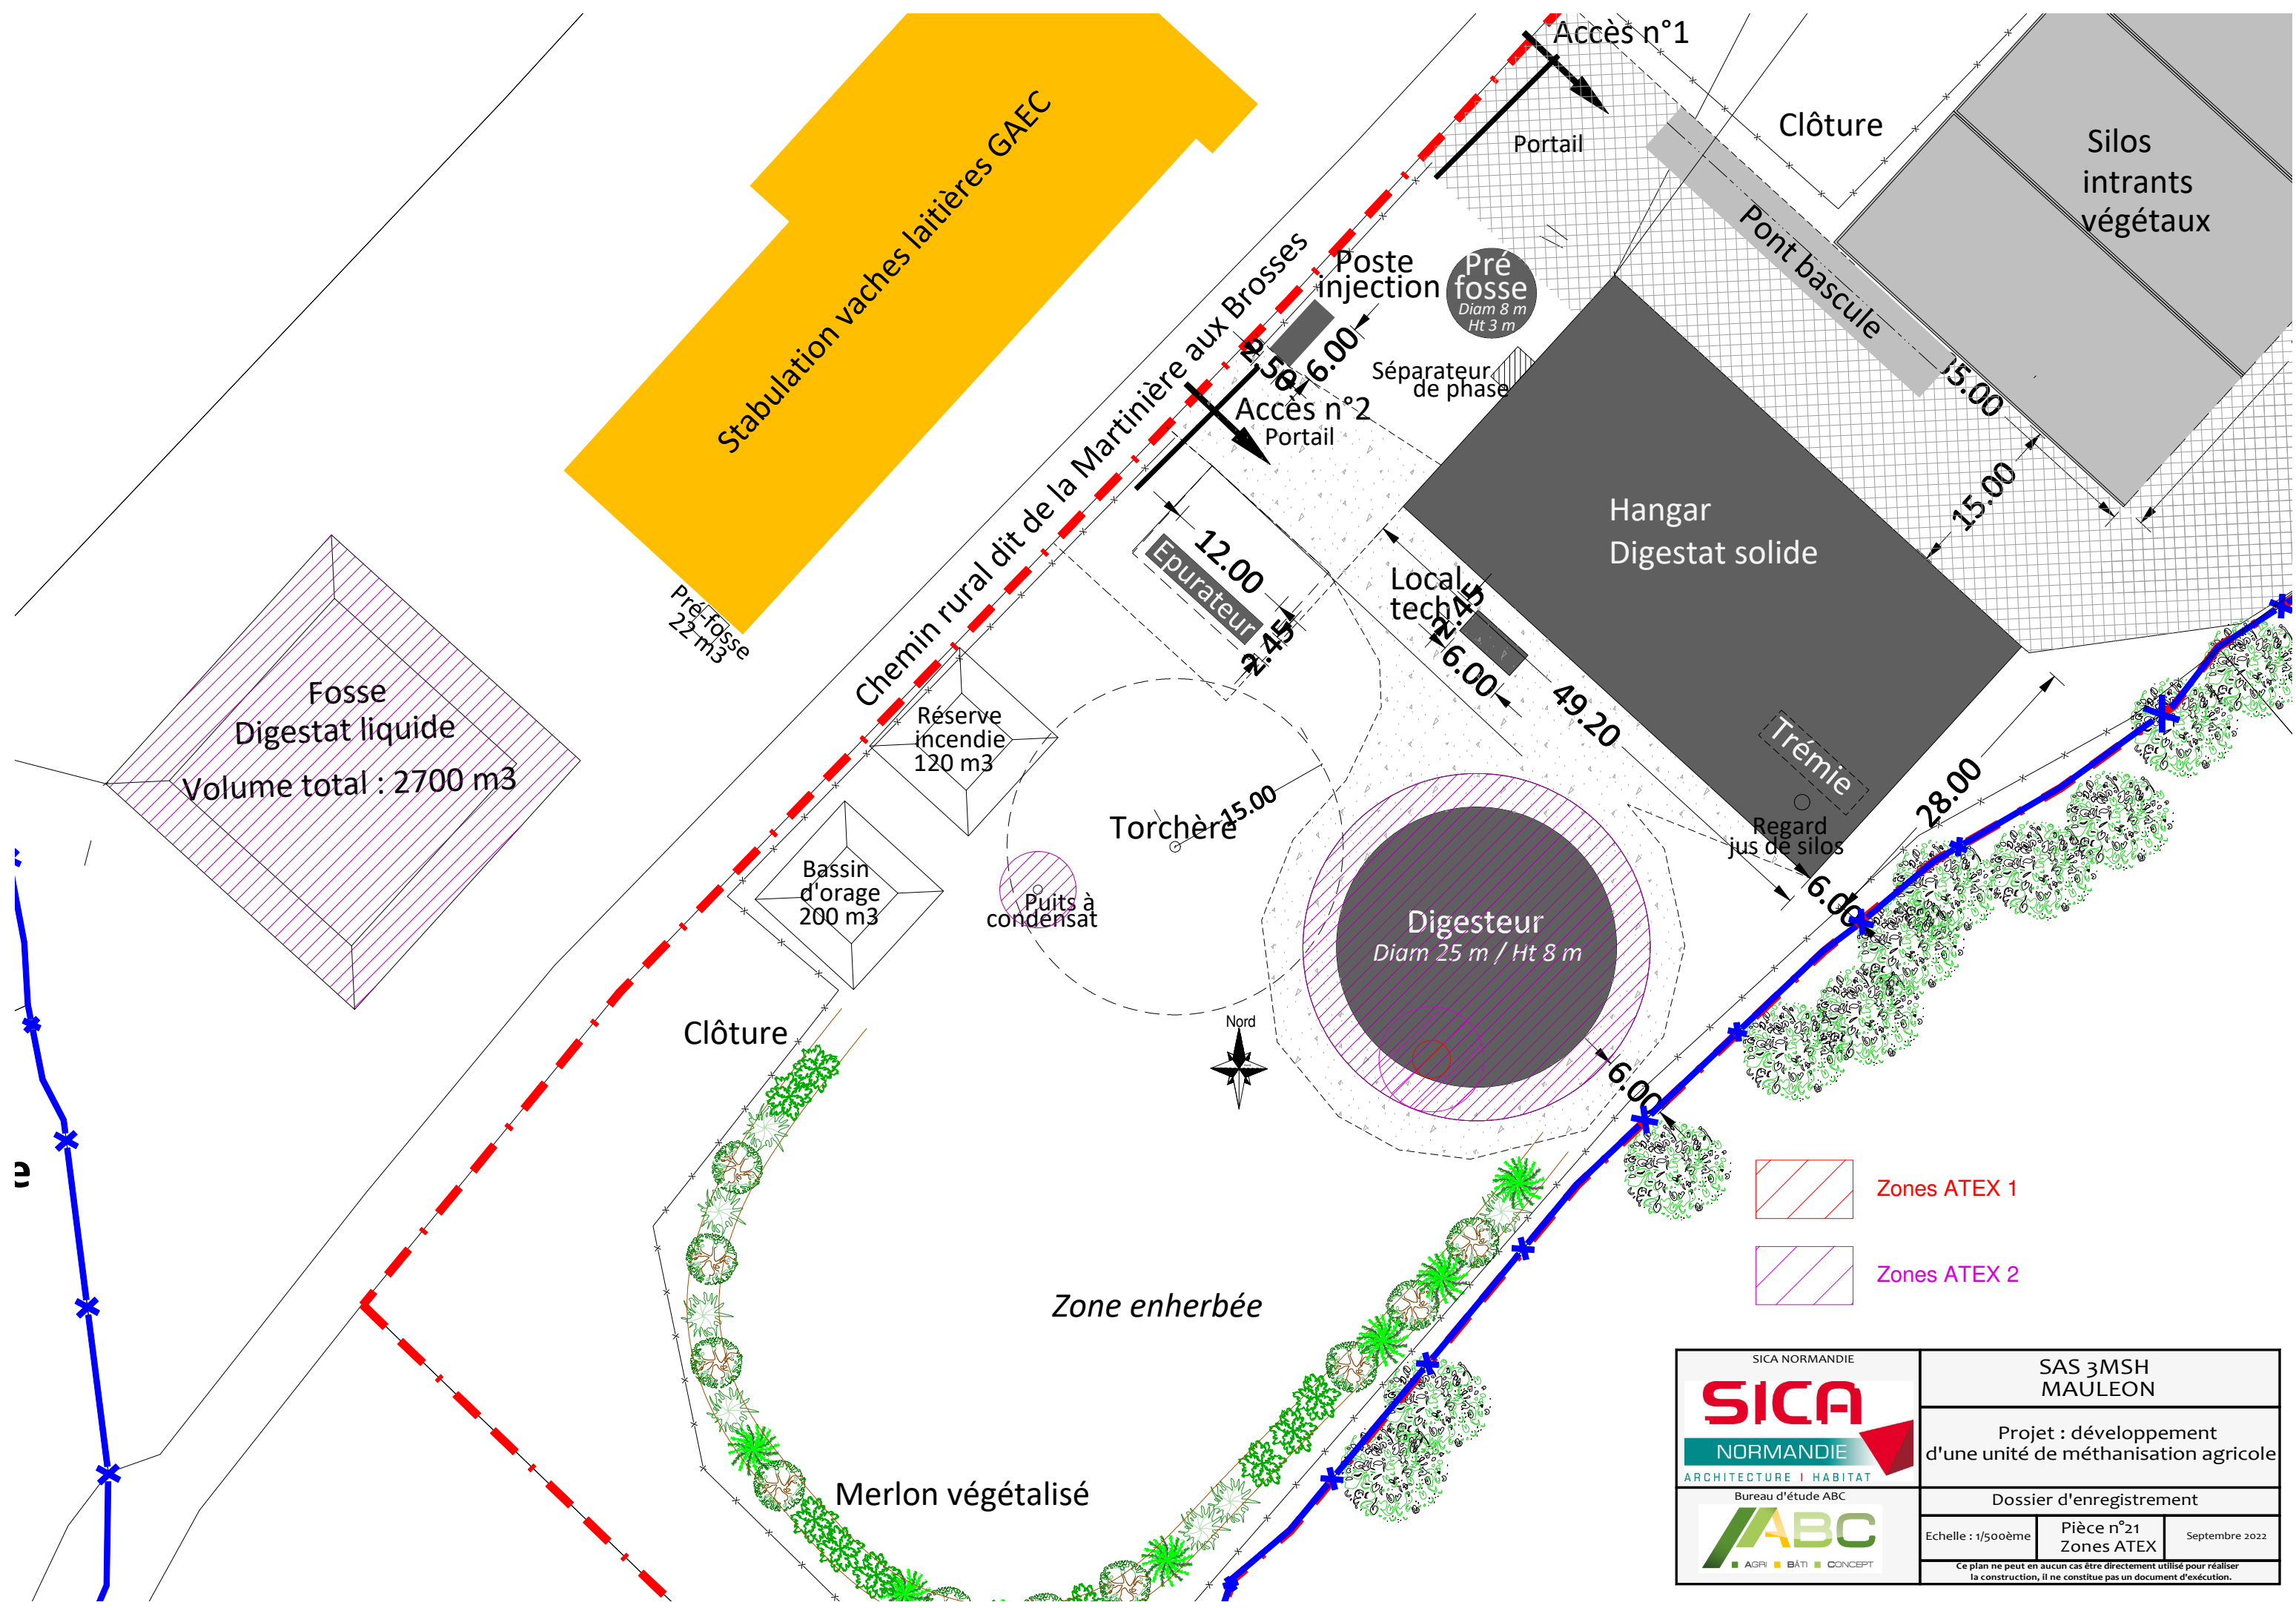 Accès n°1
Portail
Clôture
Silos
intrants
végétaux
Pont bascule
35.00
15.00
Stabulation vaches laitières GAEC
Chemin rural dit de la Martinière aux Brosses
Poste
injection
2.50
6.00
Pré
fosse
Diam 8 m
Ht 3 m
Séparateur
de phase
Accès n°2
Portail
Hangar
Digestat solide
12.00
Epurateur
2.45
Local
tech
2.45
6.00
49.20
Trémie
28.00
Regard
jus de silos
6.00
Pré-fosse
22 m3
Fosse
Digestat liquide
Volume total : 2700 m3
Réserve
incendie
120 m3
Torchère
15.00
Bassin
d'orage
200 m3
Puits à
condensat
Digesteur
Diam 25 m / Ht 8 m
6.00
Clôture
Nord
e
Zone enherbée
Merlon végétalisé
Zones ATEX 1
Zones ATEX 2
SICA NORMANDIE
SICA
NORMANDIE
ARCHITECTURE | HABITAT
SAS 3MSH
MAULEON
Projet : développement
d'une unité de méthanisation agricole
Bureau d'étude ABC
ABC
AGRI BÂTI CONCEPT
Dossier d'enregistrement
Echelle : 1/500ème
Pièce n°21
Zones ATEX
Septembre 2022
Ce plan ne peut en aucun cas être directement utilisé pour réaliser
la construction, il ne constitue pas un document d'exécution.